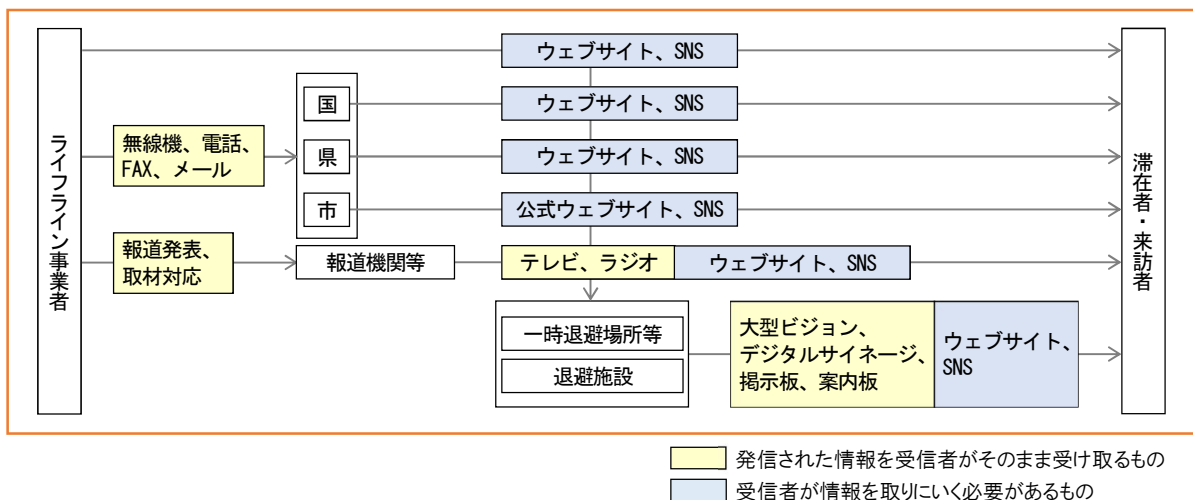 ライフライン事業者
ウェブサイト、SNS
国
ウェブサイト、SNS
無線機、電話、
FAX、メール
県
ウェブサイト、SNS
市
公式ウェブサイト、SNS
報道発表、
取材対応
報道機関等
テレビ、ラジオ
ウェブサイト、SNS
一時退避場所等
退避施設
大型ビジョン、
デジタルサイネージ、
掲示板、案内板
ウェブサイト、
SNS
滞在者・来訪者
発信された情報を受信者がそのまま受け取るもの
受信者が情報を取りにいく必要があるもの